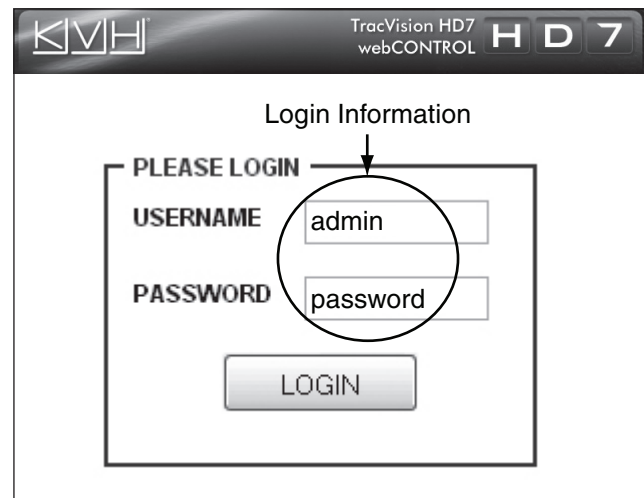 KVH
TracVision HD7
webCONTROL
H D 7
Login Information
PLEASE LOGIN
USERNAME
admin
PASSWORD
password
LOGIN